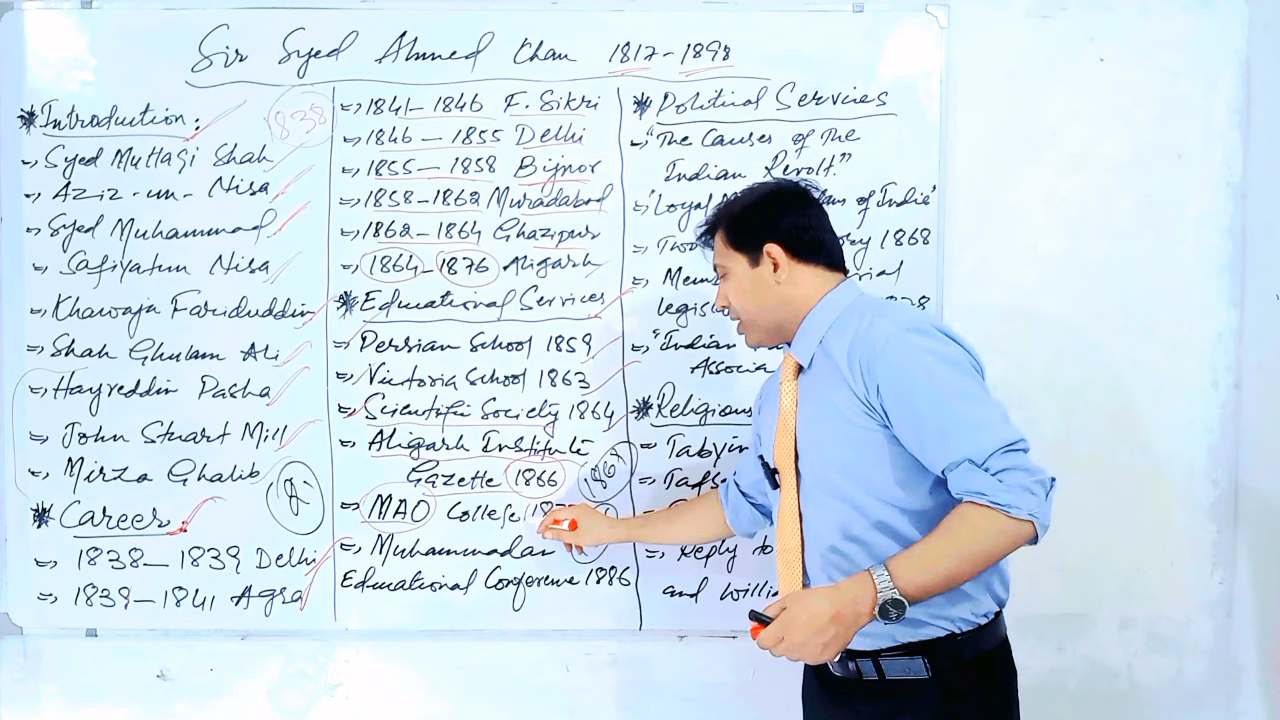 Sir Syed Ahmed Khan 1817-1898
* Introduction:
1838
⇒ Syed Muttaqi Shah
⇒ Aziz-un-Nisa
⇒ Syed Muhammad
⇒ Safiyatun Nisa
⇒ Khawaja Fariduddin
⇒ Shah Ghulam Ali
⇒ Hayreddin Pasha
⇒ John Stuart Mill
⇒ Mirza Ghalib
* Career
⇒ 1838-1839 Delhi
⇒ 1839-1841 Agra
⇒ 1841-1846 F. Sikri
⇒ 1846-1855 Delhi
⇒ 1855-1858 Bijnor
⇒ 1858-1862 Muradabad
⇒ 1862-1864 Ghazipur
⇒ 1864-1876 Aligarh
* Educational Services
⇒ Persian School 1859
⇒ Victoria School 1863
⇒ Scientific Society 1864
⇒ Aligarh Institute
Gazette 1866
⇒ MAO College
⇒ Muhammadan
Educational Conference 1886
* Political Services
⇒ "The Causes of The
Indian Revolt."
⇒ "Loyal of India"
⇒ 1868
⇒
legis
⇒ "Indian
Associa
* Religious
⇒ Tabyin
⇒ Tafsi
⇒ Reply to
and Willia